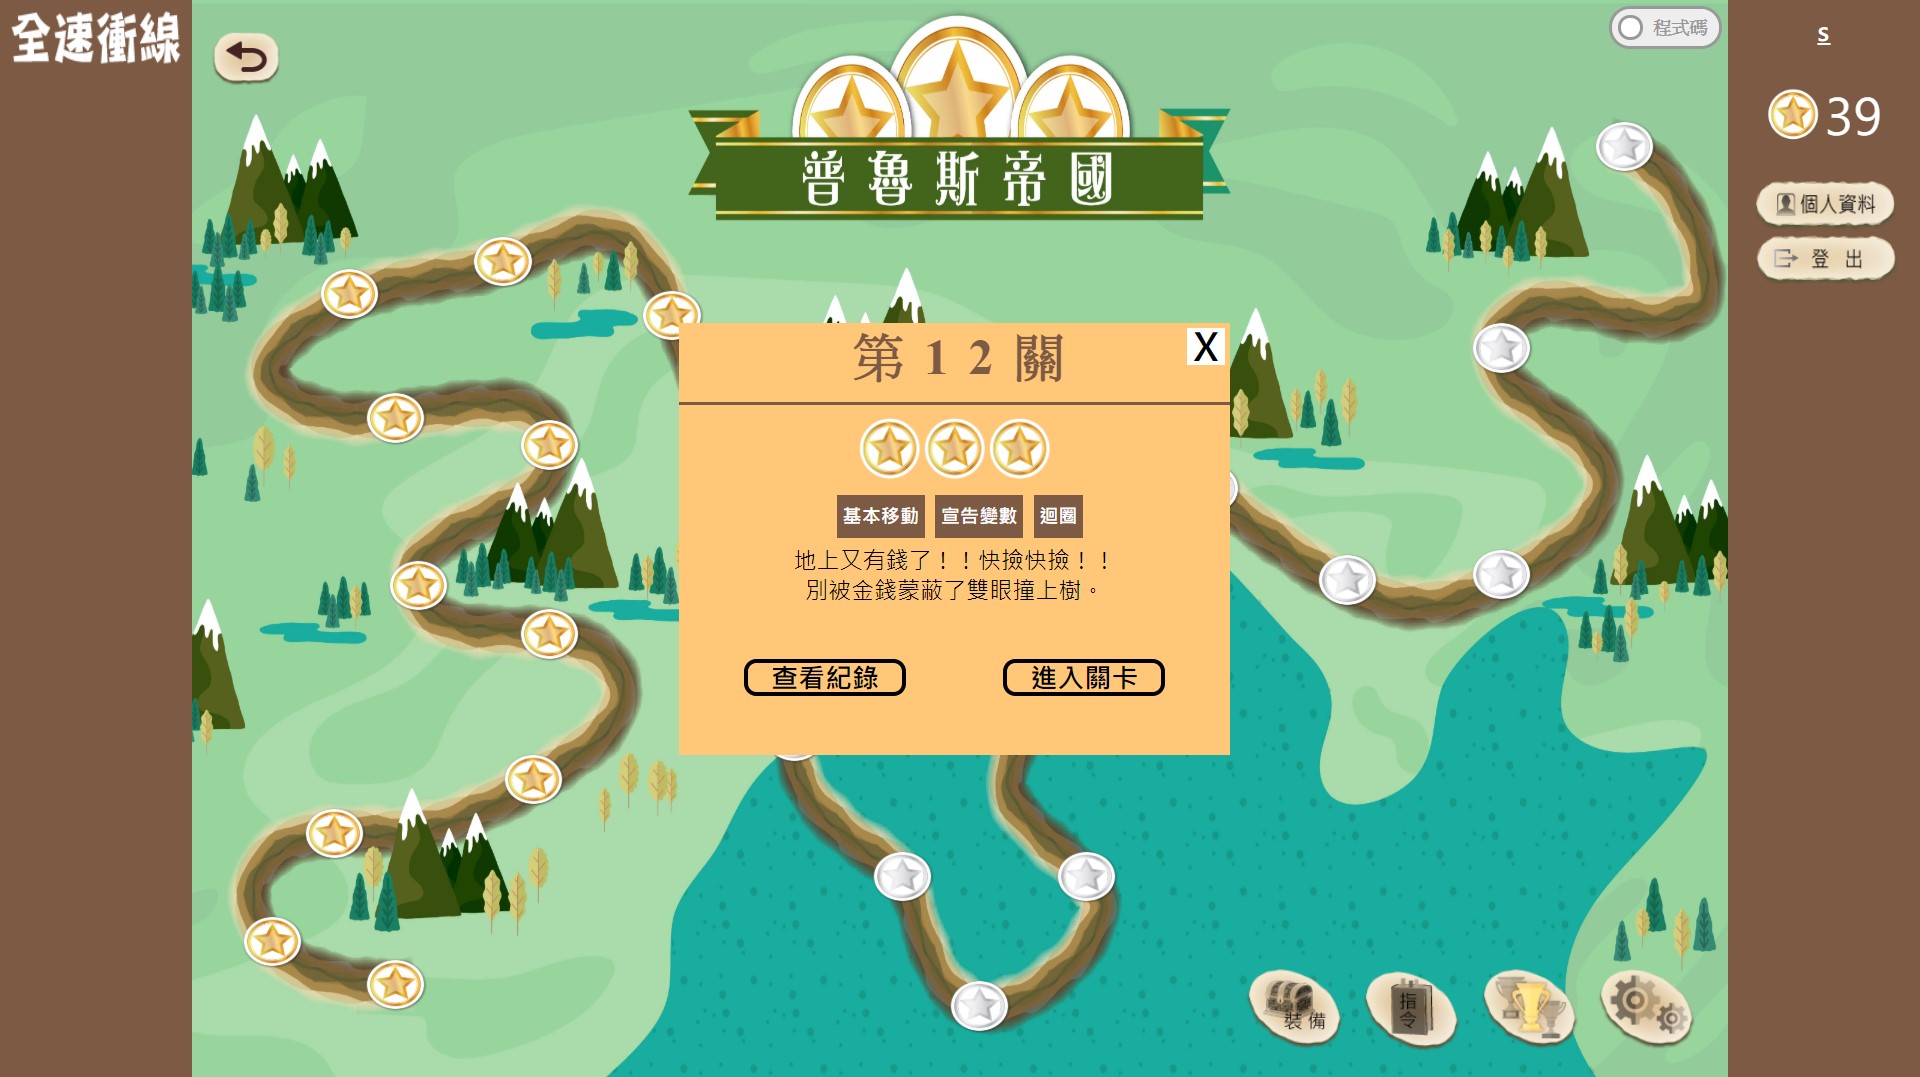 全速衝線
程式碼
s
39
個人資料
登出
普魯斯帝國
第12關
X
基本移動 宣告變數 迴圈
地上又有錢了！！快撿快撿！！
別被金錢蒙蔽了雙眼撞上樹。
查看紀錄 進入關卡
裝備
指令